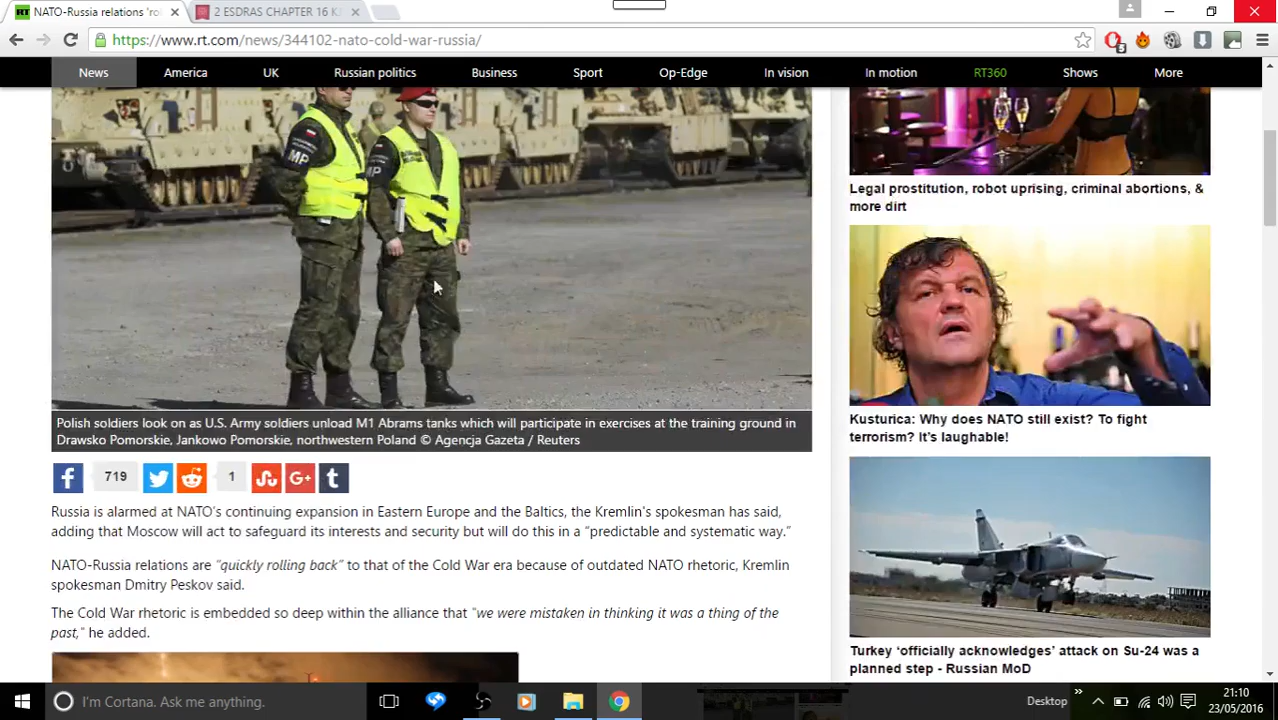 RT NATO-Russia relations 'ro
2 ESDRAS CHAPTER 16 K
https://www.rt.com/news/344102-nato-cold-war-russia/
5
News America UK Russian politics Business Sport Op-Edge In vision In motion RT360 Shows More
MP
MP
Polish soldiers look on as U.S. Army soldiers unload M1 Abrams tanks which will participate in exercises at the training ground in
Drawsko Pomorskie, Jankowo Pomorskie, northwestern Poland © Agencja Gazeta / Reuters
f 719 1 G+ t
Russia is alarmed at NATO's continuing expansion in Eastern Europe and the Baltics, the Kremlin's spokesman has said,
adding that Moscow will act to safeguard its interests and security but will do this in a “predictable and systematic way.”
NATO-Russia relations are “quickly rolling back” to that of the Cold War era because of outdated NATO rhetoric, Kremlin
spokesman Dmitry Peskov said.
The Cold War rhetoric is embedded so deep within the alliance that “we were mistaken in thinking it was a thing of the
past,” he added.
Legal prostitution, robot uprising, criminal abortions, &
more dirt
Kusturica: Why does NATO still exist? To fight
terrorism? It's laughable!
Turkey ‘officially acknowledges’ attack on Su-24 was a
planned step - Russian MoD
I'm Cortana. Ask me anything.
Desktop
21:10
23/05/2016